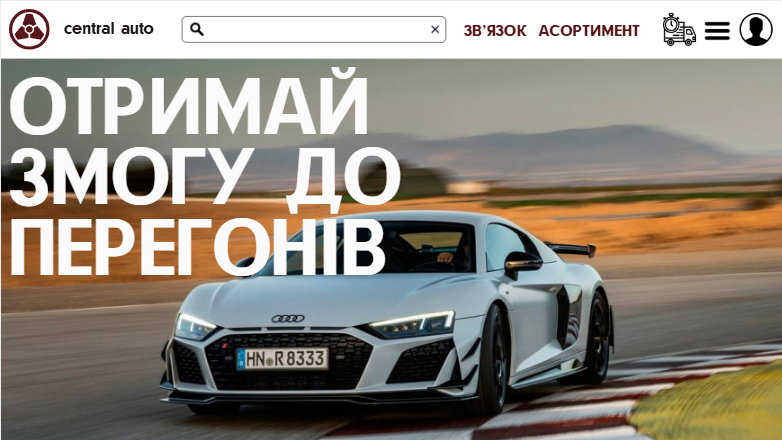 central auto
ЗВ'ЯЗОК АСОРТИМЕНТ
ОТРИМАЙ
ЗМОГУ ДО
ПЕРЕГОНІВ
HN R 8333